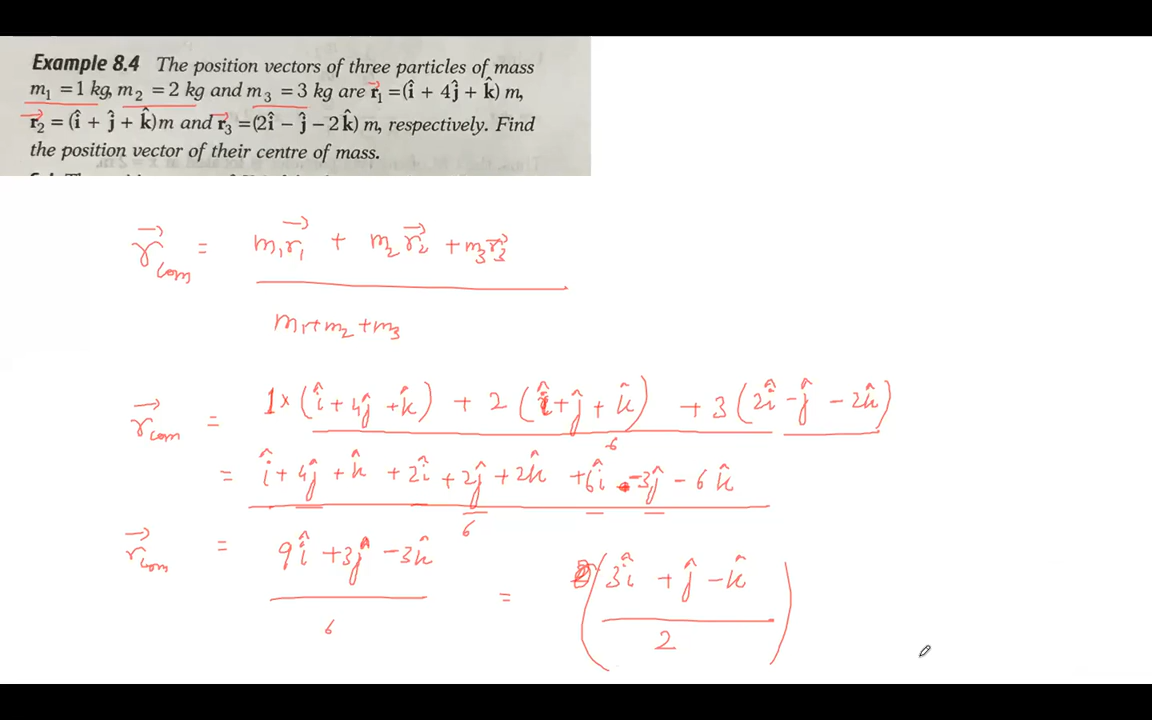 Example 8.4 The position vectors of three particles of mass
m₁ = 1 kg, m₂ = 2 kg and m₃ = 3 kg are r⃗₁ = (î + 4ĵ + k̂) m,
r⃗₂ = (î + ĵ + k̂)m and r⃗₃ = (2î − ĵ − 2k̂) m, respectively. Find
the position vector of their centre of mass.
r⃗com = m₁r⃗₁ + m₂r⃗₂ + m₃r⃗₃
m₁+m₂+m₃
r⃗com = 1×(î + 4ĵ + k̂) + 2(î + ĵ + k̂) + 3(2î − ĵ − 2k̂)
6
= î + 4ĵ + k̂ + 2î + 2ĵ + 2k̂ + 6î − 3ĵ − 6k̂
6
r⃗com = 9î + 3ĵ − 3k̂
6
= (3î + ĵ − k̂)
2